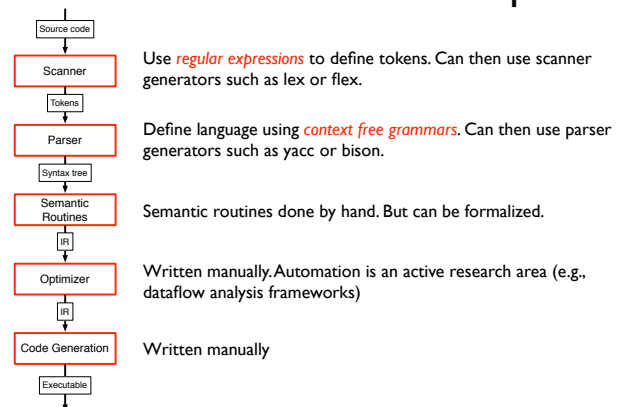 Source code
Scanner
Use regular expressions to define tokens. Can then use scanner
generators such as lex or flex.
Tokens
Parser
Define language using context free grammars. Can then use parser
generators such as yacc or bison.
Syntax tree
Semantic
Routines
Semantic routines done by hand. But can be formalized.
IR
Optimizer
Written manually. Automation is an active research area (e.g.,
dataflow analysis frameworks)
IR
Code Generation
Written manually
Executable